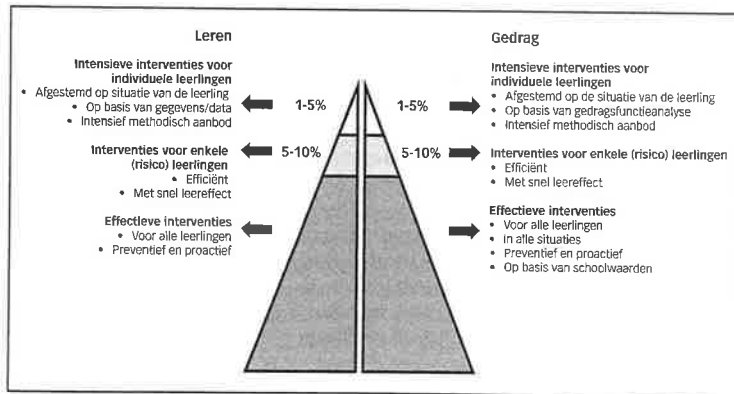 Leren
Intensieve interventies voor
individuele leerlingen
• Afgestemd op situatie van de leerling
• Op basis van gegevens/data
• Intensief methodisch aanbod
1-5%
Interventies voor enkele
(risico) leerlingen
• Efficiënt
• Met snel leereffect
5-10%
Effectieve interventies
• Voor alle leerlingen
• Preventief en proactief
Gedrag
Intensieve interventies voor
individuele leerlingen
• Afgestemd op de situatie van de leerling
• Op basis van gedragsfunctieanalyse
• Intensief methodisch aanbod
1-5%
Interventies voor enkele (risico) leerlingen
• Efficiënt
• Met snel leereffect
5-10%
Effectieve interventies
• Voor alle leerlingen
• In alle situaties
• Preventief en proactief
• Op basis van schoolwaarden